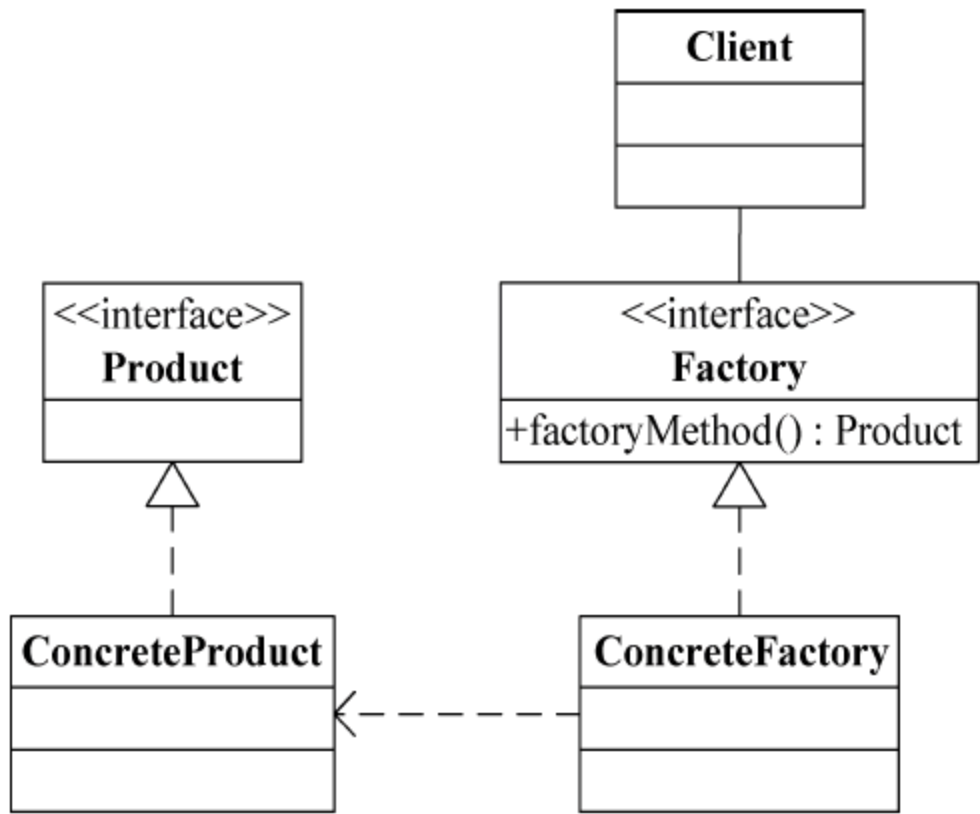 Client
<<interface>>
Product
<<interface>>
Factory
+factoryMethod() : Product
ConcreteProduct
ConcreteFactory